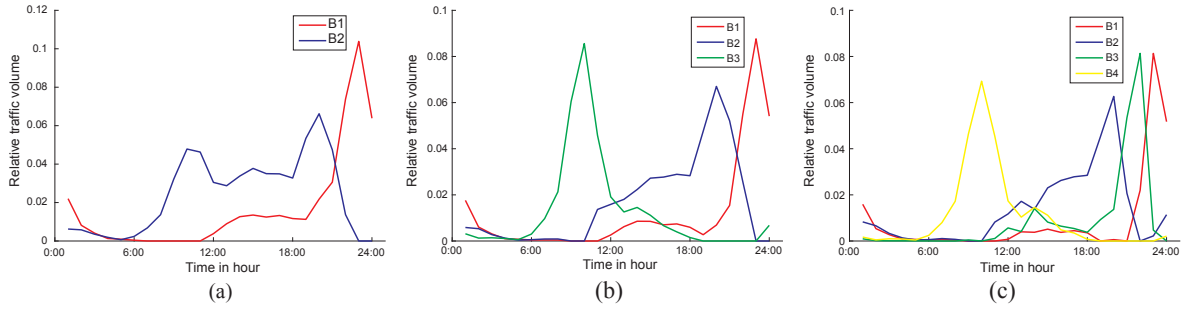 Relative traffic volume
0.12
0.1
0.08
0.06
0.04
0.02
0
B1
B2
0:00 6:00 12:00 18:00 24:00
Time in hour
(a)
Relative traffic volume
0.1
0.08
0.06
0.04
0.02
0
B1
B2
B3
0:00 6:00 12:00 18:00 24:00
Time in hour
(b)
Relative traffic volume
0.1
0.08
0.06
0.04
0.02
0
B1
B2
B3
B4
0:00 6:00 12:00 18:00 24:00
Time in hour
(c)